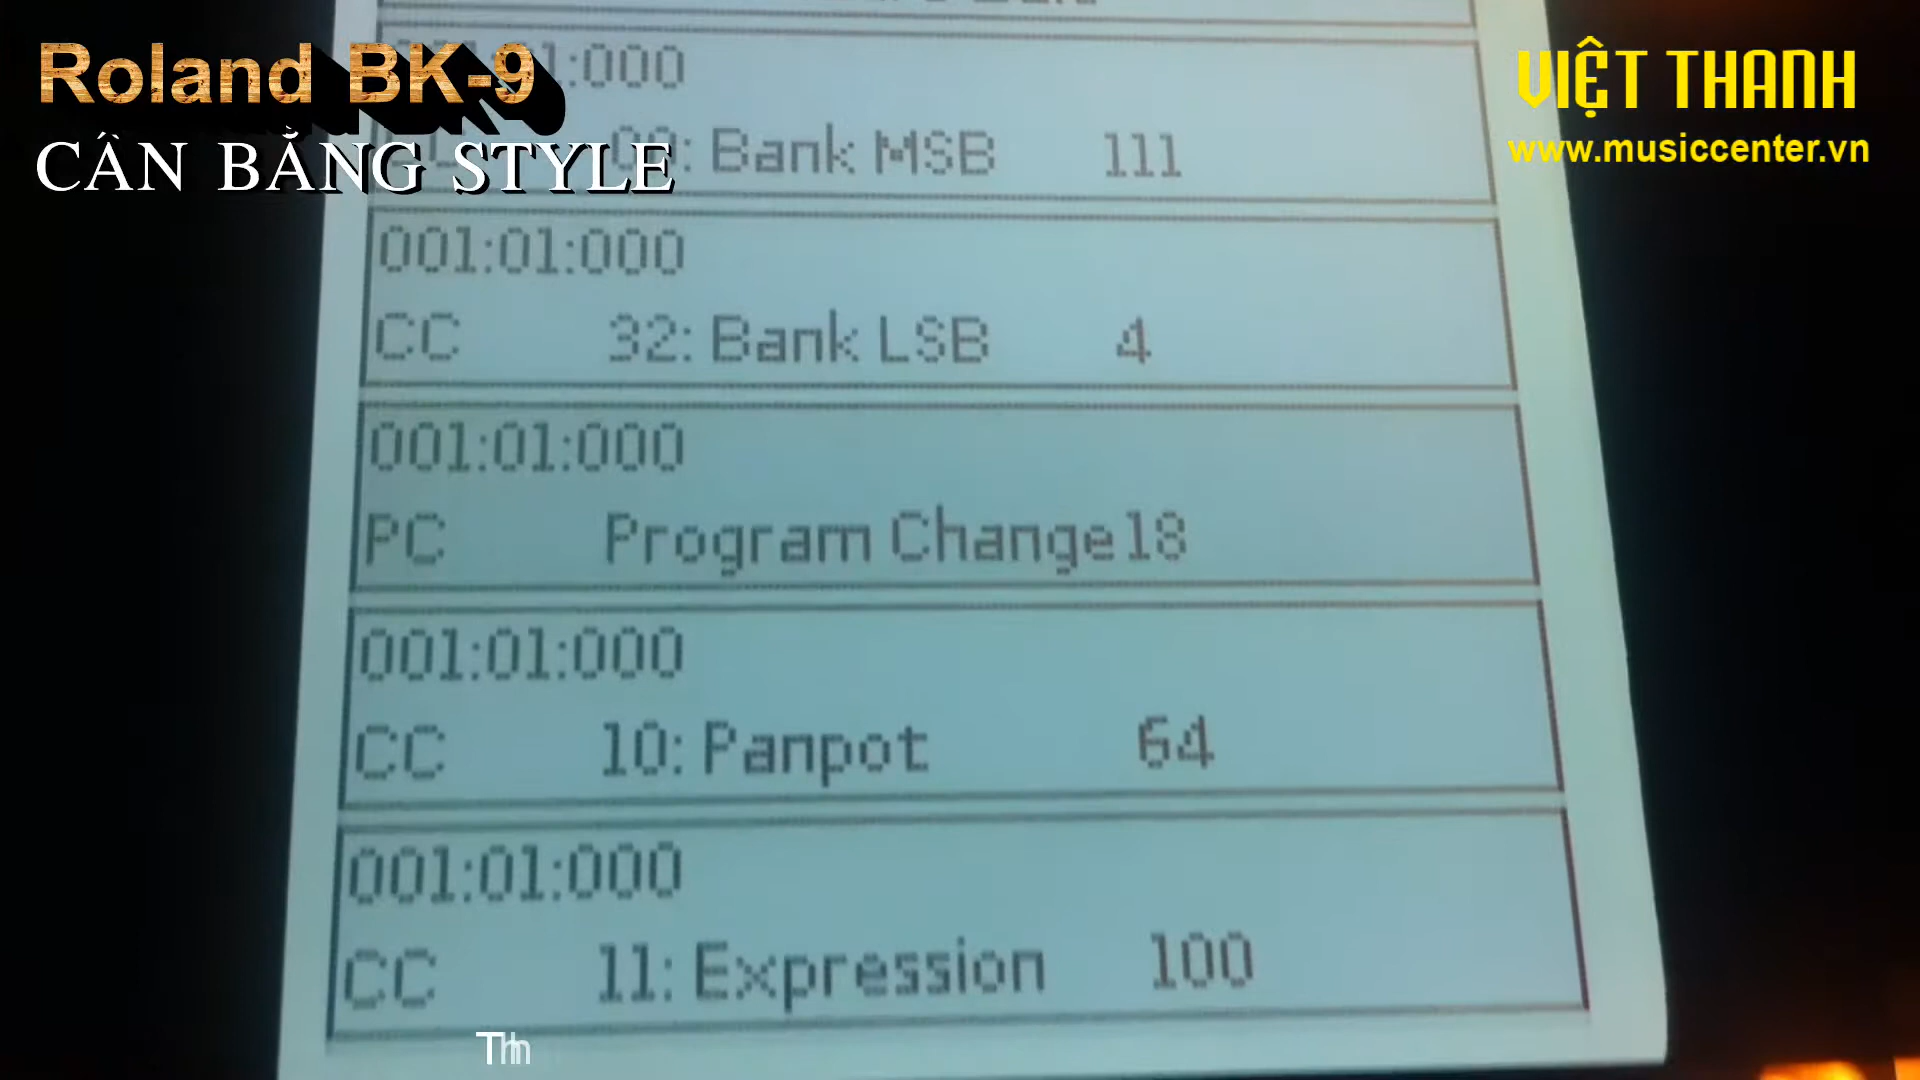 Roland BK-9
CÂN BẰNG STYLE
VIỆT THANH
www.musiccenter.vn
:000
00: Bank MSB 111
001:01:000
CC 32: Bank LSB 4
001:01:000
PC Program Change 18
001:01:000
CC 10: Panpot 64
001:01:000
CC 11: Expression 100